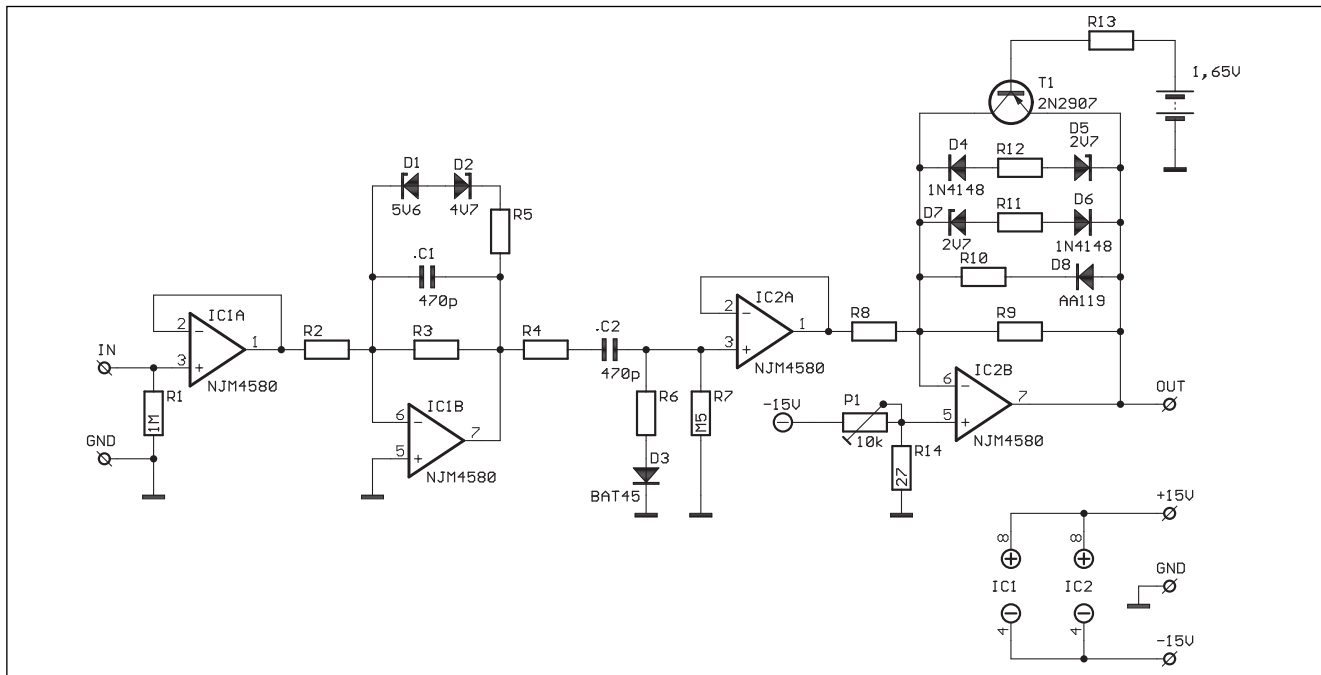 R13
1,65V
T1
2N2907
D4
R12
D5
2V7
1N4148
D7
R11
D6
2V7
1N4148
R10
D8
AA119
D1
D2
5V6
4V7
R5
.C1
470p
IC1A
2
-
1
3
+
NJM4580
IN
R1
1M
GND
R2
R3
R4
.C2
470p
6
-
IC1B
7
5
+
NJM4580
R6
R7
M5
D3
BAT45
IC2A
2
-
1
3
+
NJM4580
R8
R9
6
-
IC2B
7
5
+
NJM4580
OUT
-15V
P1
10k
R14
27
+15V
8
8
+
+
IC1
IC2
GND
-
-
4
4
-15V